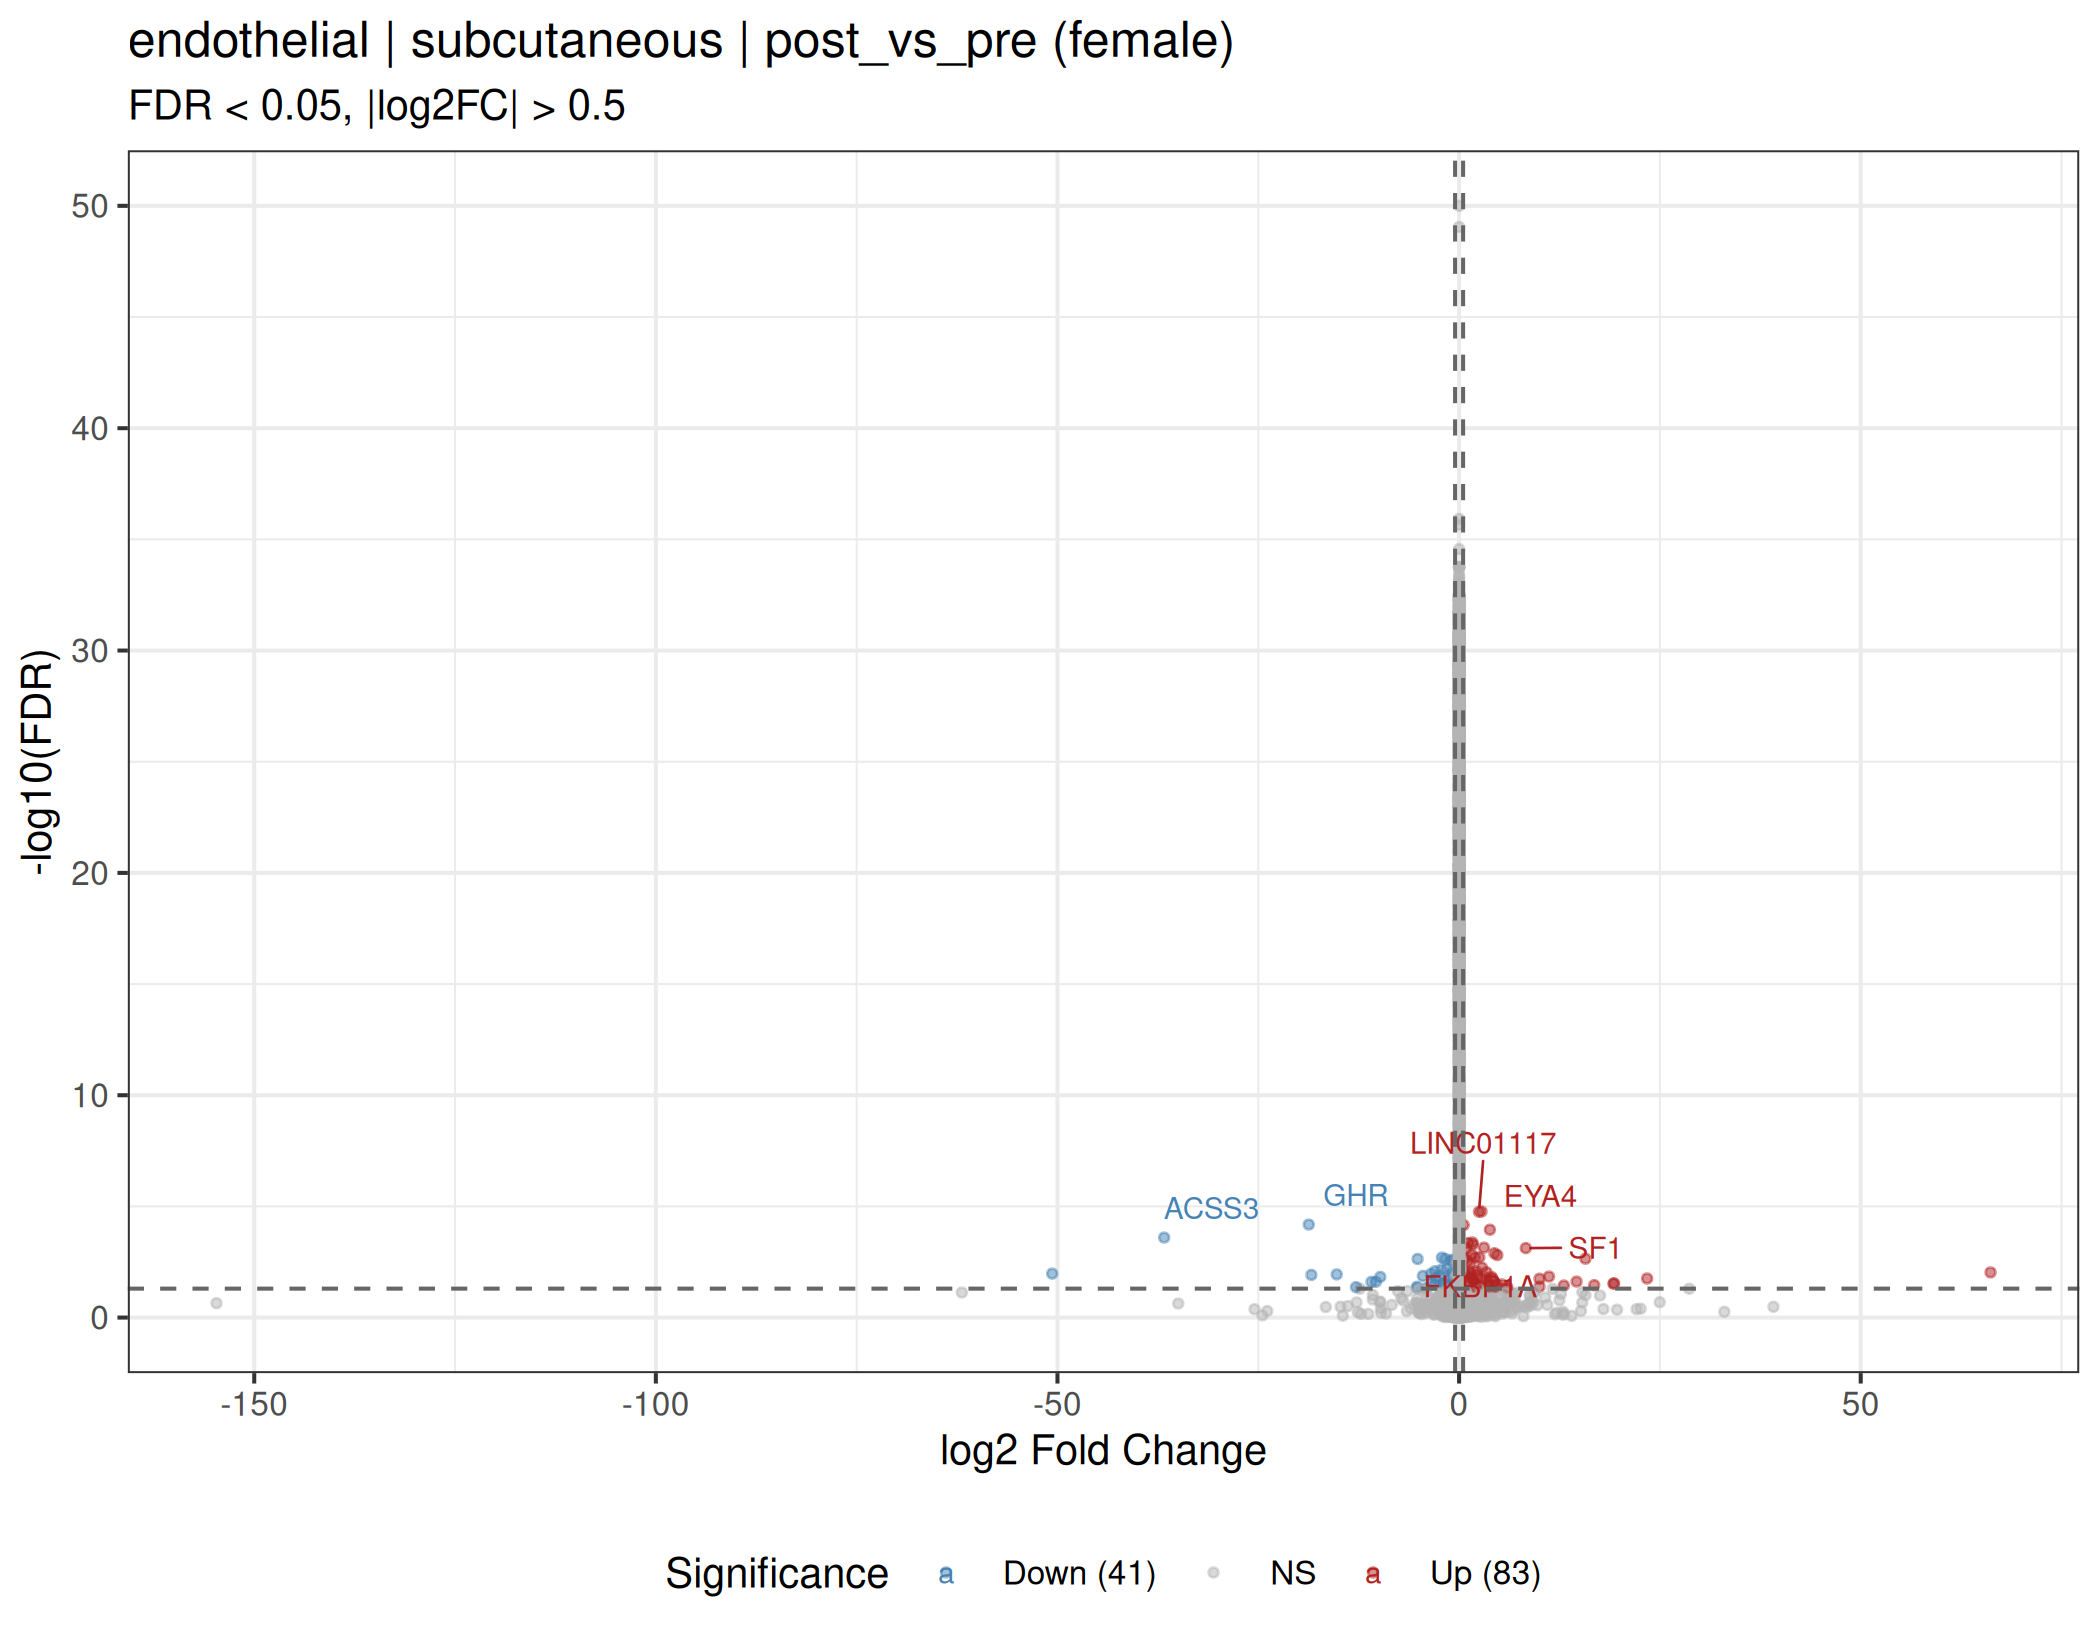 endothelial | subcutaneous | post_vs_pre (female)
FDR < 0.05, |log2FC| > 0.5
-log10(FDR)
50
40
30
20
10
0
LINC01117
ACSS3
GHR
EYA4
SF1
FKBP1A
-150
-100
-50
0
50
log2 Fold Change
Significance
a Down (41)
NS
a Up (83)